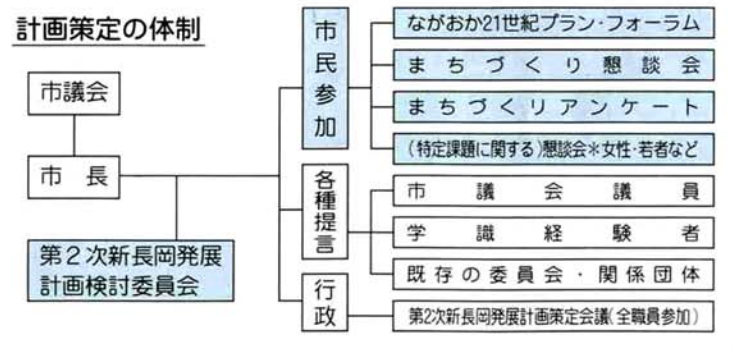 計画策定の体制
市議会
市長
第2次新長岡発展
計画検討委員会
市民参加
ながおか21世紀プラン・フォーラム
まちづくり懇談会
まちづくりアンケート
(特定課題に関する)懇談会＊女性・若者など
各種提言
市議会議員
学識経験者
既存の委員会・関係団体
行政
第2次新長岡発展計画策定会議(全職員参加)